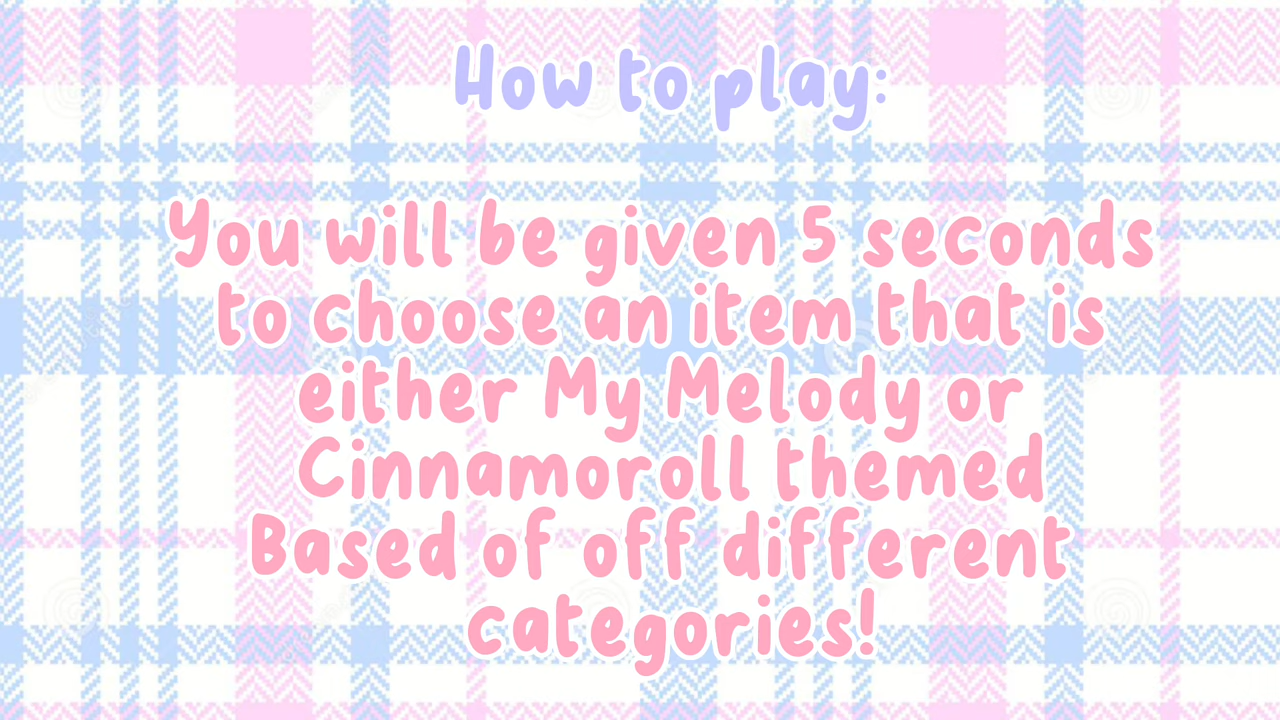 How to play:
You will be given 5 seconds
to choose an item that is
either My Melody or
Cinnamoroll themed
Based of off different
categories!